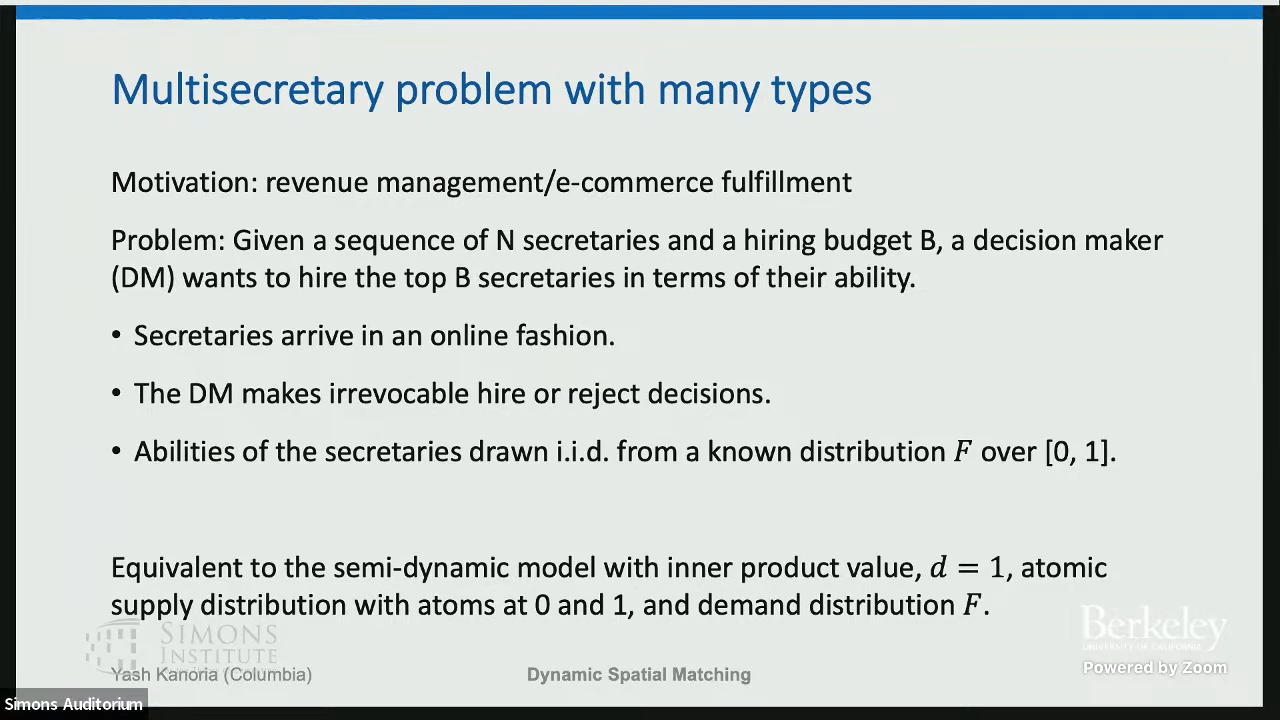 Multisecretary problem with many types
Motivation: revenue management/e-commerce fulfillment
Problem: Given a sequence of N secretaries and a hiring budget B, a decision maker
(DM) wants to hire the top B secretaries in terms of their ability.
• Secretaries arrive in an online fashion.
• The DM makes irrevocable hire or reject decisions.
• Abilities of the secretaries drawn i.i.d. from a known distribution F over [0, 1].
Equivalent to the semi-dynamic model with inner product value, d = 1, atomic
supply distribution with atoms at 0 and 1, and demand distribution F.
SIMONS
INSTITUTE
Berkeley
UNIVERSITY OF CALIFORNIA
Powered by Zoom
Yash Kanoria (Columbia)
Dynamic Spatial Matching
Simons Auditorium